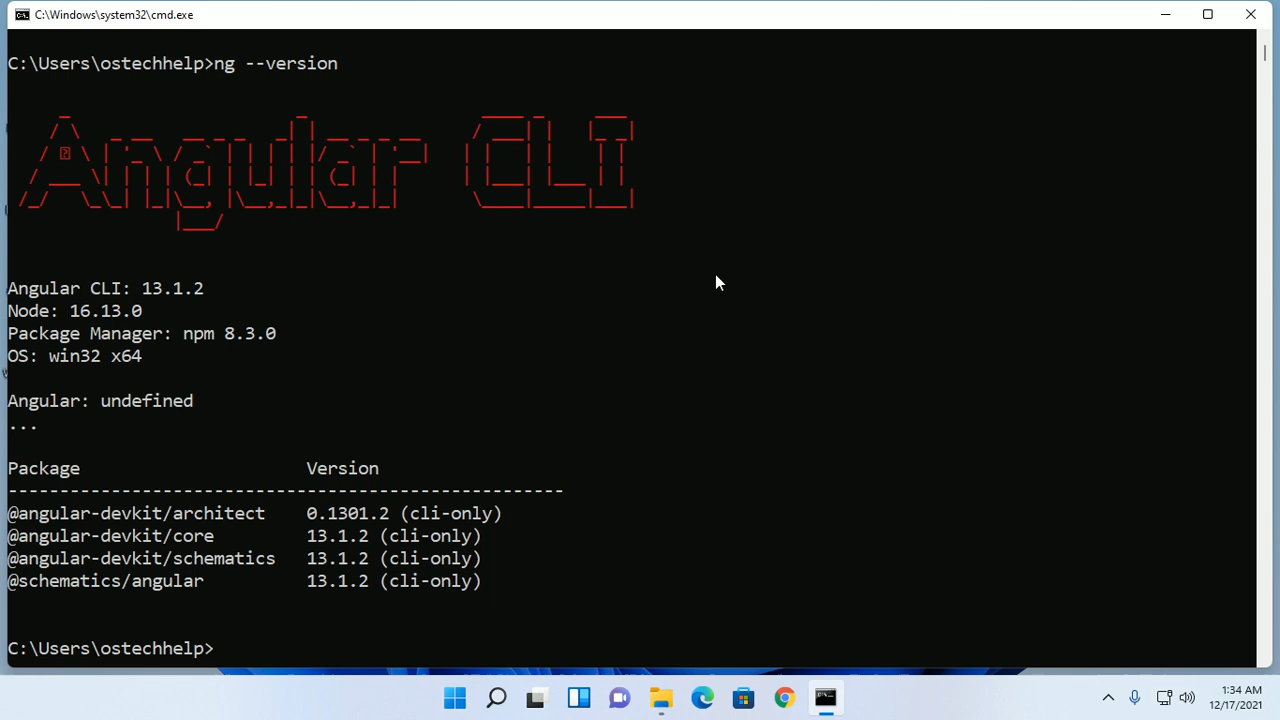 C:\Windows\system32\cmd.exe
C:\Users\ostechhelp>ng --version
Angular CLI
Angular CLI: 13.1.2
Node: 16.13.0
Package Manager: npm 8.3.0
OS: win32 x64
Angular: undefined
...
Package Version
------------------------------------------------------
@angular-devkit/architect 0.1301.2 (cli-only)
@angular-devkit/core 13.1.2 (cli-only)
@angular-devkit/schematics 13.1.2 (cli-only)
@schematics/angular 13.1.2 (cli-only)
C:\Users\ostechhelp>
1:34 AM
12/17/2021